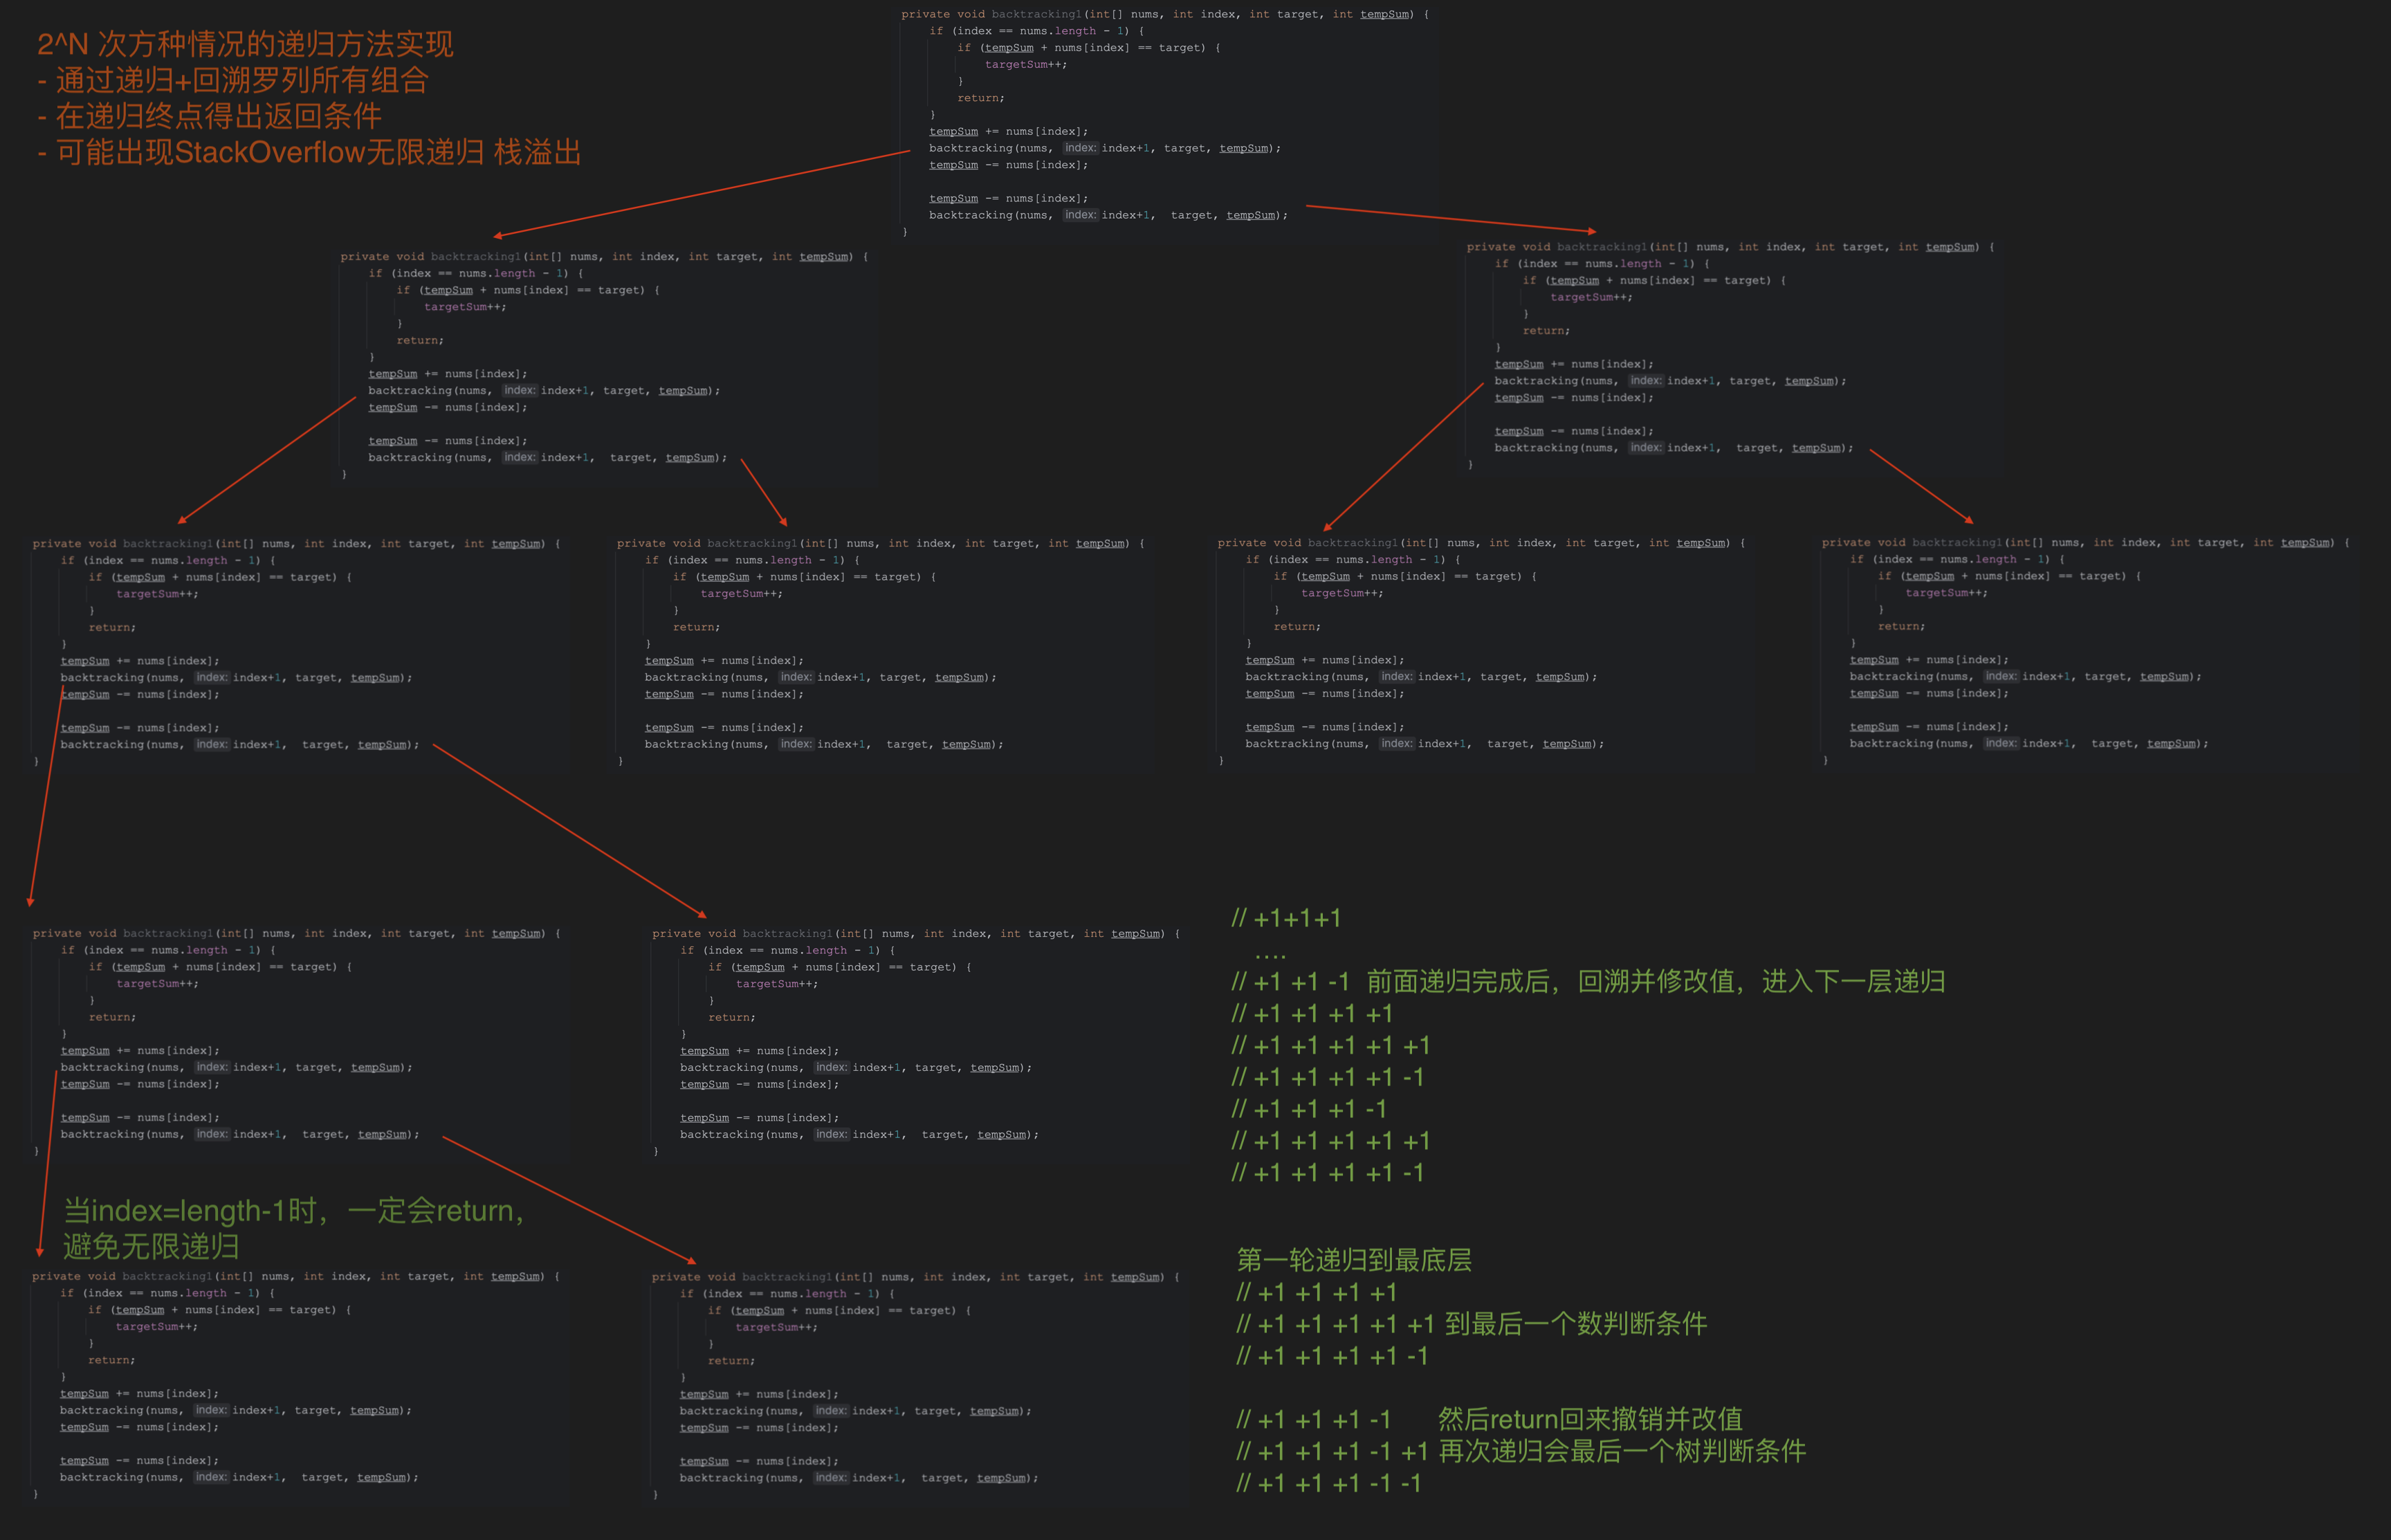 2^N 次方种情况的递归方法实现
- 通过递归+回溯罗列所有组合
- 在递归终点得出返回条件
- 可能出现StackOverflow无限递归 栈溢出
private void backtracking1(int[] nums, int index, int target, int tempSum) {
if (index == nums.length - 1) {
if (tempSum + nums[index] == target) {
targetSum++;
}
return;
}
tempSum += nums[index];
backtracking(nums, index: index+1, target, tempSum);
tempSum -= nums[index];
tempSum -= nums[index];
backtracking(nums, index: index+1,  target, tempSum);
}
private void backtracking1(int[] nums, int index, int target, int tempSum) {
if (index == nums.length - 1) {
if (tempSum + nums[index] == target) {
targetSum++;
}
return;
}
tempSum += nums[index];
backtracking(nums, index: index+1, target, tempSum);
tempSum -= nums[index];
tempSum -= nums[index];
backtracking(nums, index: index+1,  target, tempSum);
}
private void backtracking1(int[] nums, int index, int target, int tempSum) {
if (index == nums.length - 1) {
if (tempSum + nums[index] == target) {
targetSum++;
}
return;
}
tempSum += nums[index];
backtracking(nums, index: index+1, target, tempSum);
tempSum -= nums[index];
tempSum -= nums[index];
backtracking(nums, index: index+1,  target, tempSum);
}
private void backtracking1(int[] nums, int index, int target, int tempSum) {
if (index == nums.length - 1) {
if (tempSum + nums[index] == target) {
targetSum++;
}
return;
}
tempSum += nums[index];
backtracking(nums, index: index+1, target, tempSum);
tempSum -= nums[index];
tempSum -= nums[index];
backtracking(nums, index: index+1,  target, tempSum);
}
private void backtracking1(int[] nums, int index, int target, int tempSum) {
if (index == nums.length - 1) {
if (tempSum + nums[index] == target) {
targetSum++;
}
return;
}
tempSum += nums[index];
backtracking(nums, index: index+1, target, tempSum);
tempSum -= nums[index];
tempSum -= nums[index];
backtracking(nums, index: index+1,  target, tempSum);
}
private void backtracking1(int[] nums, int index, int target, int tempSum) {
if (index == nums.length - 1) {
if (tempSum + nums[index] == target) {
targetSum++;
}
return;
}
tempSum += nums[index];
backtracking(nums, index: index+1, target, tempSum);
tempSum -= nums[index];
tempSum -= nums[index];
backtracking(nums, index: index+1,  target, tempSum);
}
private void backtracking1(int[] nums, int index, int target, int tempSum) {
if (index == nums.length - 1) {
if (tempSum + nums[index] == target) {
targetSum++;
}
return;
}
tempSum += nums[index];
backtracking(nums, index: index+1, target, tempSum);
tempSum -= nums[index];
tempSum -= nums[index];
backtracking(nums, index: index+1,  target, tempSum);
}
private void backtracking1(int[] nums, int index, int target, int tempSum) {
if (index == nums.length - 1) {
if (tempSum + nums[index] == target) {
targetSum++;
}
return;
}
tempSum += nums[index];
backtracking(nums, index: index+1, target, tempSum);
tempSum -= nums[index];
tempSum -= nums[index];
backtracking(nums, index: index+1,  target, tempSum);
}
private void backtracking1(int[] nums, int index, int target, int tempSum) {
if (index == nums.length - 1) {
if (tempSum + nums[index] == target) {
targetSum++;
}
return;
}
tempSum += nums[index];
backtracking(nums, index: index+1, target, tempSum);
tempSum -= nums[index];
tempSum -= nums[index];
backtracking(nums, index: index+1,  target, tempSum);
}
// +1+1+1
....
// +1 +1 -1  前面递归完成后，回溯并修改值，进入下一层递归
// +1 +1 +1 +1
// +1 +1 +1 +1 +1
// +1 +1 +1 +1 -1
// +1 +1 +1 -1
// +1 +1 +1 +1 +1
// +1 +1 +1 +1 -1
当index=length-1时，一定会return，
避免无限递归
private void backtracking1(int[] nums, int index, int target, int tempSum) {
if (index == nums.length - 1) {
if (tempSum + nums[index] == target) {
targetSum++;
}
return;
}
tempSum += nums[index];
backtracking(nums, index: index+1, target, tempSum);
tempSum -= nums[index];
tempSum -= nums[index];
backtracking(nums, index: index+1,  target, tempSum);
}
private void backtracking1(int[] nums, int index, int target, int tempSum) {
if (index == nums.length - 1) {
if (tempSum + nums[index] == target) {
targetSum++;
}
return;
}
tempSum += nums[index];
backtracking(nums, index: index+1, target, tempSum);
tempSum -= nums[index];
tempSum -= nums[index];
backtracking(nums, index: index+1,  target, tempSum);
}
第一轮递归到最底层
// +1 +1 +1 +1
// +1 +1 +1 +1 +1 到最后一个数判断条件
// +1 +1 +1 +1 -1
// +1 +1 +1 -1 然后return回来撤销并改值
// +1 +1 +1 -1 +1 再次递归会最后一个树判断条件
// +1 +1 +1 -1 -1